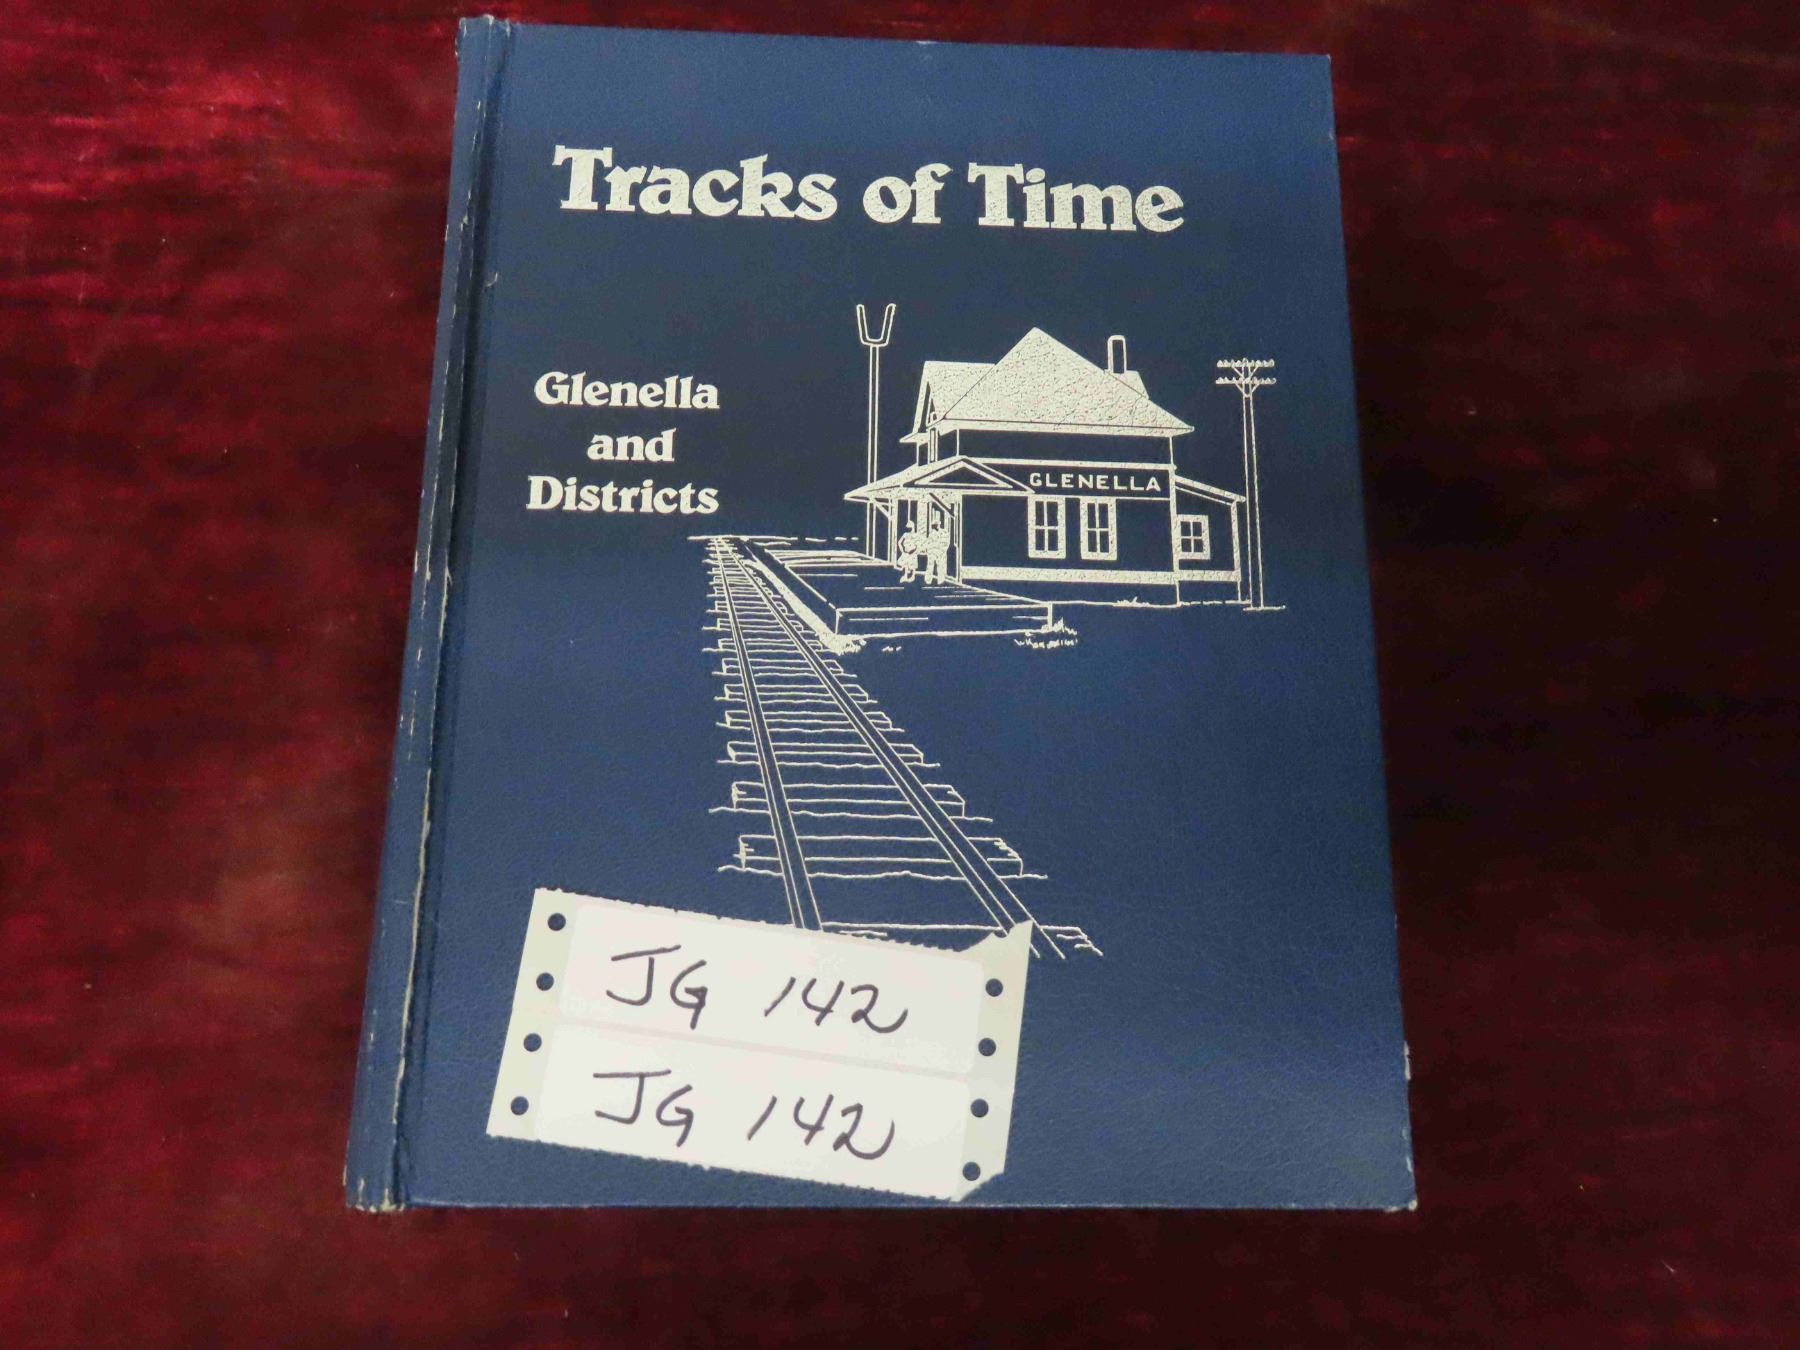 Tracks of Time
Glenella
and
Districts
GLENELLA
JG 142
JG 142